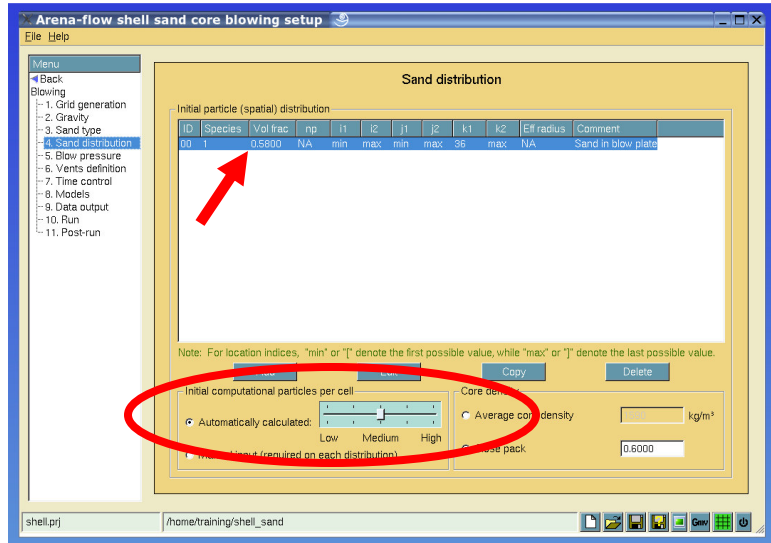 Arena-flow shell sand core blowing setup
File Help
Menu
Back
Blowing
1. Grid generation
2. Gravity
3. Sand type
4. Sand distribution
5. Blow pressure
6. Vents definition
7. Time control
8. Models
9. Data output
10. Run
11. Post-run
Sand distribution
Initial particle (spatial) distribution
ID Species Vol frac np i1 i2 j1 j2 k1 k2 Eff radius Comment
00 1 0.5800 NA min max min max 36 max NA Sand in blow plate
Note: For location indices, "min" or "[" denote the first possible value, while "max" or "]" denote the last possible value.
Copy Delete
Initial computational particles per cell
Automatically calculated:
Low Medium High
(required on each distribution)
Core density
Average core density kg/m³
pack 0.6000
shell.prj /home/training/shell_sand Gmv